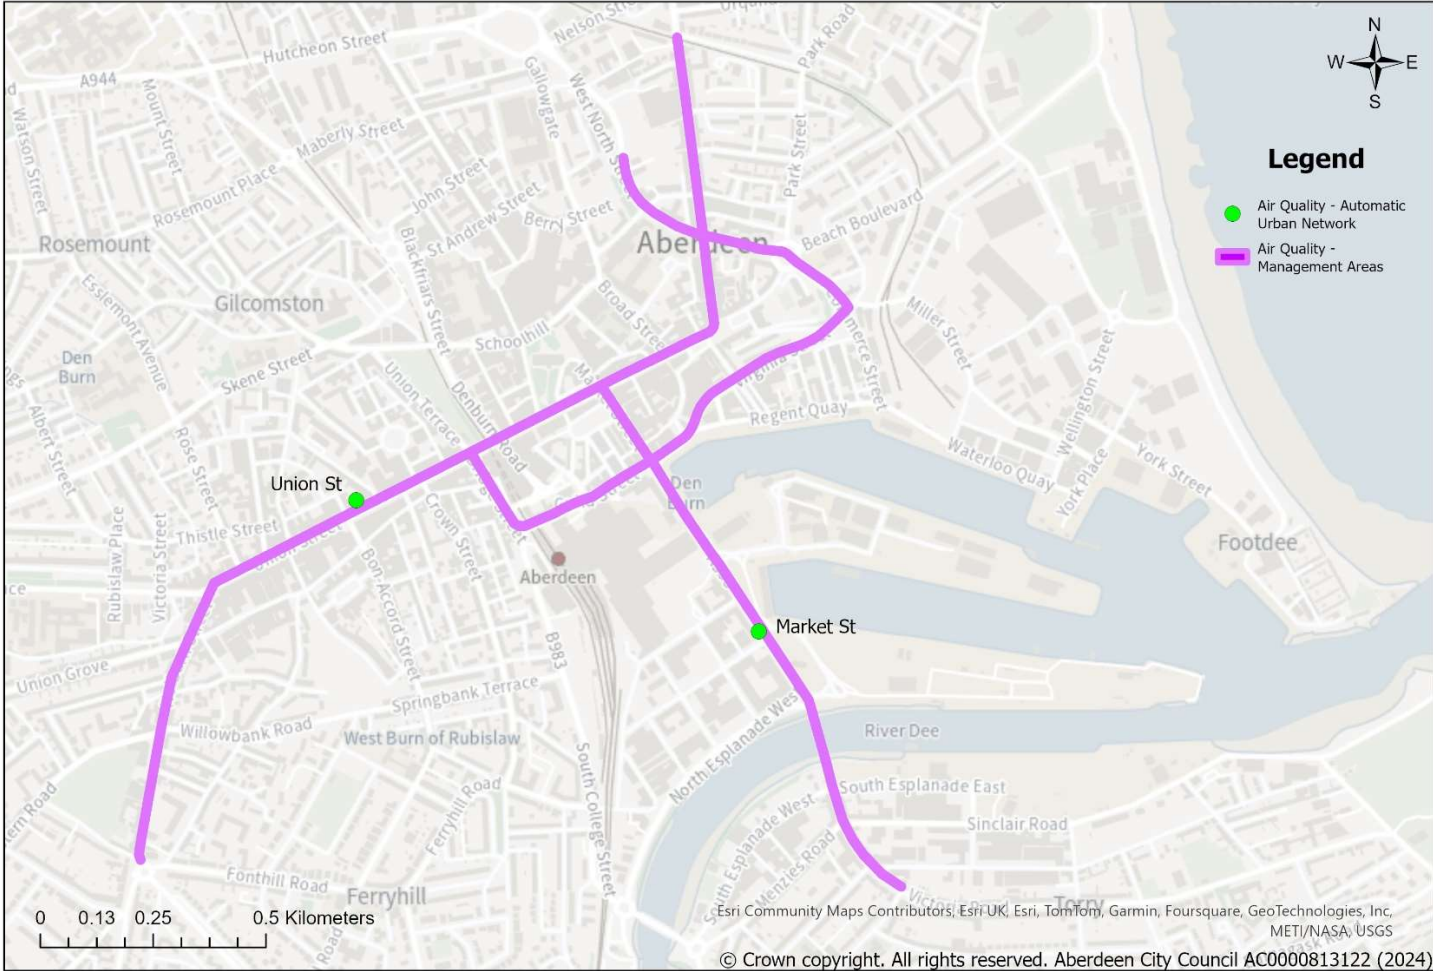 Hutcheon Street
Nelson Street
Park Road
N
W
E
S
A944
Mount Street
Gallowgate
West North Street
Watson Street
Maberly Street
Park Street
Legend
Rosemount Place
John Street
St Andrew Street
Berry Street
Beach Boulevard
Air Quality - Automatic
Urban Network
Air Quality -
Management Areas
Rosemount
Blackfriars Street
Aberdeen
Esslemont Avenue
Gilcomston
Broad Street
Schoolhill
Miller Street
Den
Burn
Skene Street
Virginia Street
Wellington Street
Albert Street
Rose Street
Union Terrace
Denburn Road
Regent Quay
Union St
Waterloo Quay
York Place
York Street
Den
Burn
Thistle Street
Crown Street
Rubislaw Place
Victoria Street
Bon-Accord Street
Aberdeen
Footdee
Market St
B983
Union Grove
Springbank Terrace
Willowbank Road
West Burn of Rubislaw
North Esplanade West
River Dee
South College Street
South Esplanade East
Ferryhill Road
South Esplanade West
Sinclair Road
Menzies Road
Fonthill Road
Ferryhill
Torry
0 0.13 0.25 0.5 Kilometers
Esri Community Maps Contributors, Esri UK, Esri, TomTom, Garmin, Foursquare, GeoTechnologies, Inc,
METI/NASA, USGS
© Crown copyright. All rights reserved. Aberdeen City Council AC0000813122 (2024)